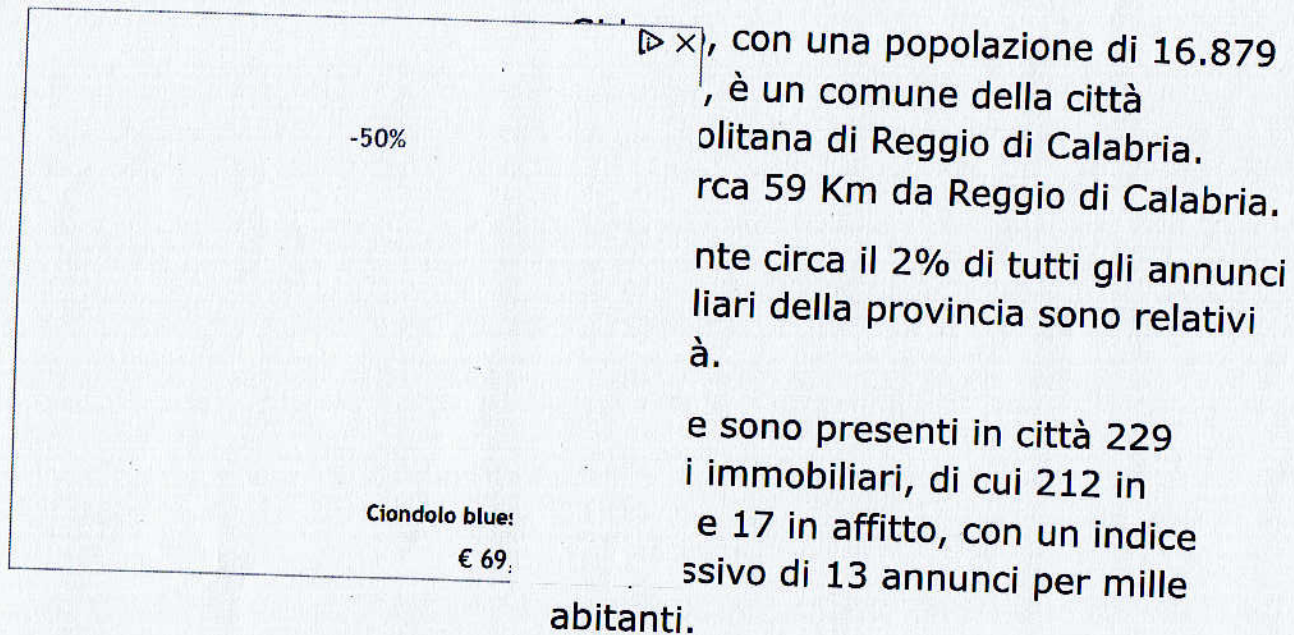 , con una popolazione di 16.879
, è un comune della città
olitana di Reggio di Calabria.
rca 59 Km da Reggio di Calabria.
nte circa il 2% di tutti gli annunci
liari della provincia sono relativi
à.
e sono presenti in città 229
i immobiliari, di cui 212 in
e 17 in affitto, con un indice
ssivo di 13 annunci per mille
abitanti.
-50%
Ciondolo blue
€ 69,